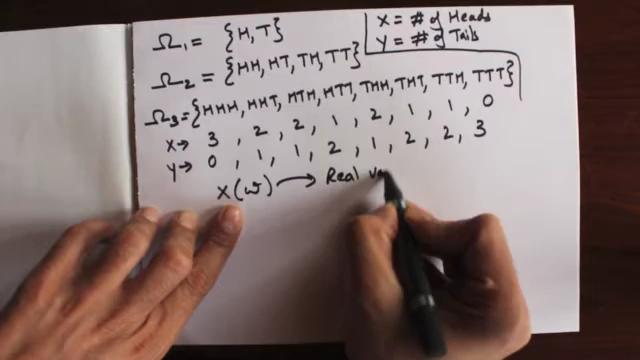 Ω₁ = {H, T}
X = # of Heads
Y = # of Tails
Ω₂ = {HH, HT, TH, TT}
Ω₃ = {HHH, HHT, HTH, HTT, THH, THT, TTH, TTT}
X → 3, 2, 2, 1, 2, 1, 1, 0
Y → 0, 1, 1, 2, 1, 2, 2, 3
X(ω) → Real